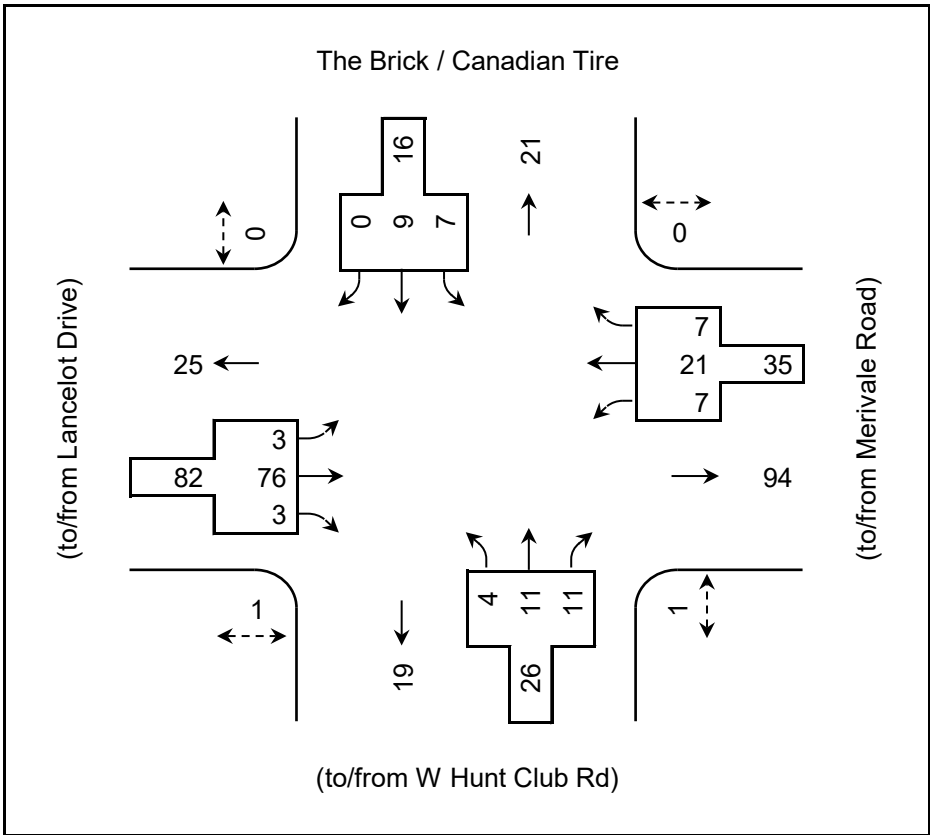 The Brick / Canadian Tire
16
21
0 9 7
0
0
7
25
21 35
7
(to/from Lancelot Drive)
(to/from Merivale Road)
3
82 76
94
3
4 11 11
1
1
19
26
(to/from W Hunt Club Rd)